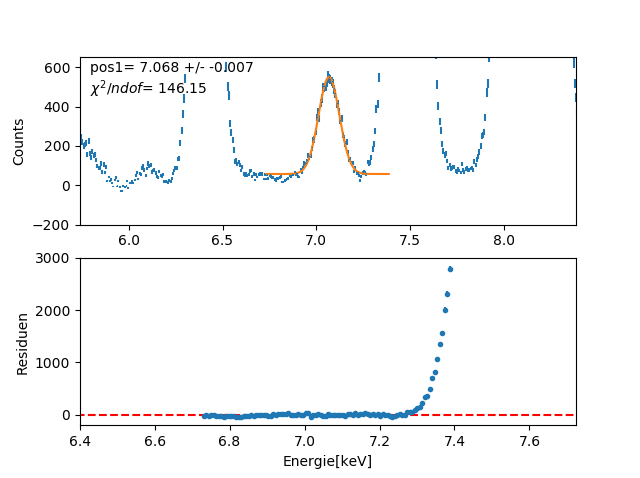 pos1= 7.068 +/- -0.007
χ²/ndof= 146.15
600
400
200
0
−200
Counts
6.0 6.5 7.0 7.5 8.0
3000
2000
1000
0
Residuen
6.4 6.6 6.8 7.0 7.2 7.4 7.6
Energie[keV]